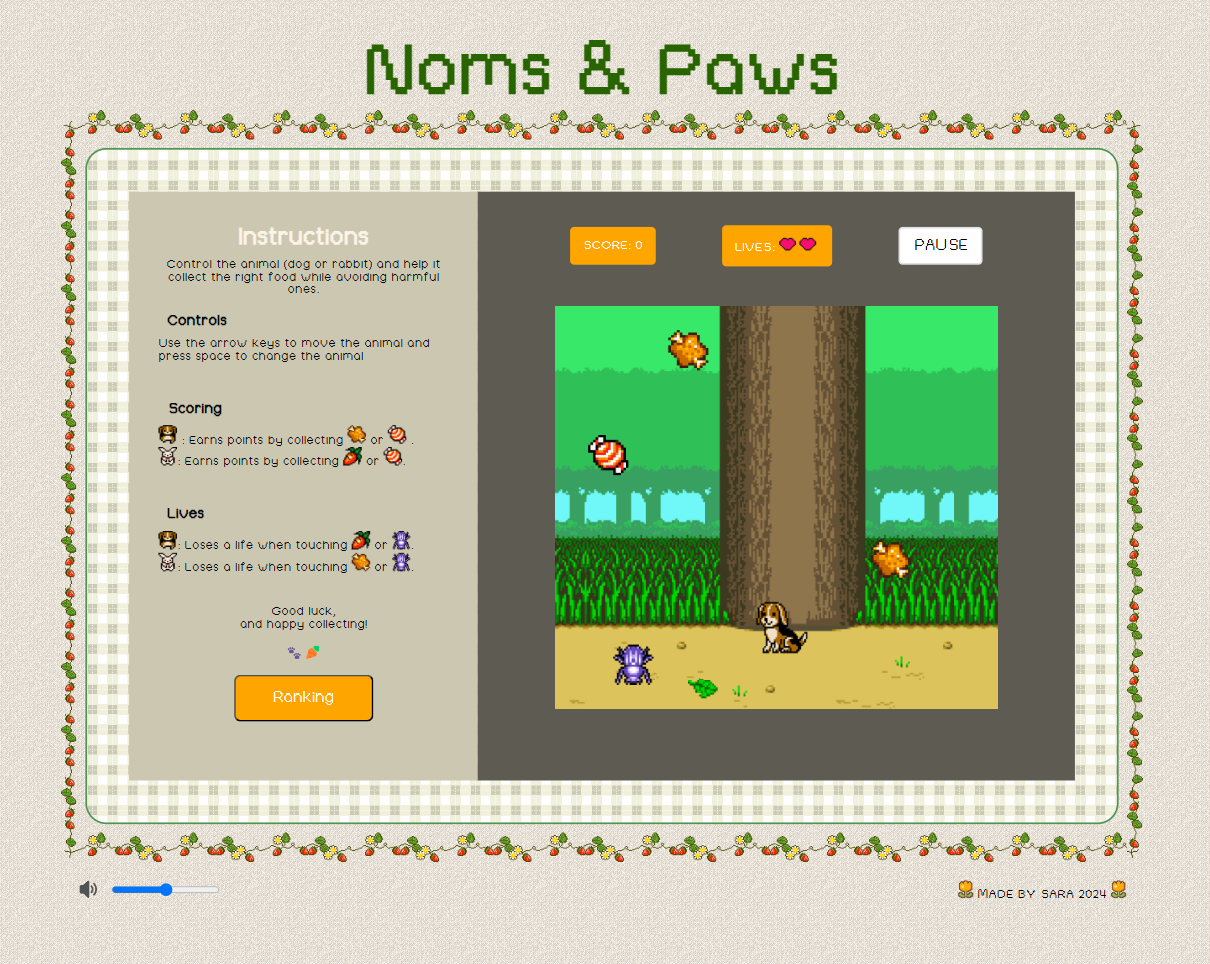 Noms & Paws
Instructions
Control the animal (dog or rabbit) and help it
collect the right food while avoiding harmful
ones.
Controls
Use the arrow keys to move the animal and
press space to change the animal
Scoring
: Earns points by collecting or .
: Earns points by collecting or .
Lives
: Loses a life when touching or .
: Loses a life when touching or .
Good luck,
and happy collecting!
Ranking
SCORE: 0
LIVES:
PAUSE
MADE BY SARA 2024